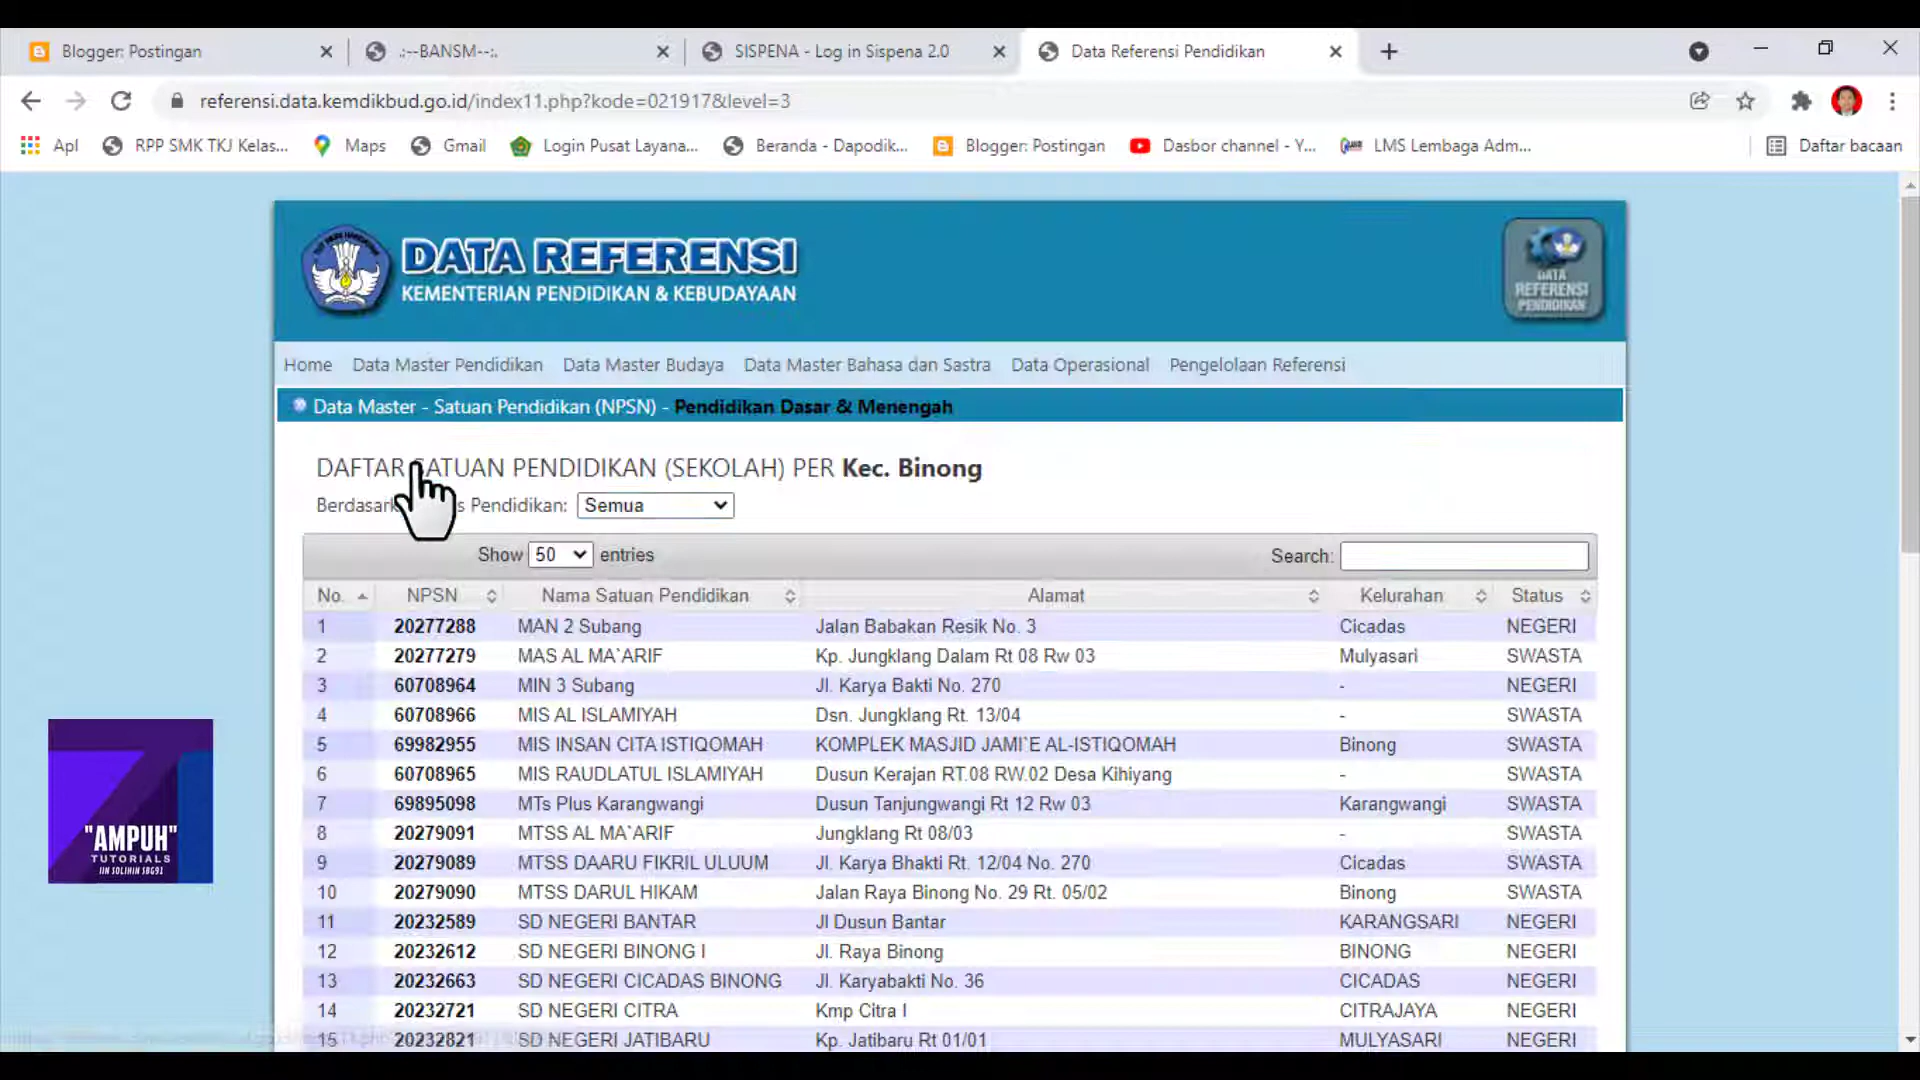 Blogger: Postingan
.:--BANSM--:.
SISPENA - Log in Sispena 2.0
Data Referensi Pendidikan
referensi.data.kemdikbud.go.id/index11.php?kode=021917&level=3
Apl
RPP SMK TKJ Kelas...
Maps
Gmail
Login Pusat Layana...
Beranda - Dapodik...
Blogger: Postingan
Dasbor channel - Y...
LMS Lembaga Adm...
Daftar bacaan
DATA REFERENSI
KEMENTERIAN PENDIDIKAN & KEBUDAYAAN
DATA
REFERENSI
PENDIDIKAN
Home Data Master Pendidikan Data Master Budaya Data Master Bahasa dan Sastra Data Operasional Pengelolaan Referensi
Data Master - Satuan Pendidikan (NPSN) - Pendidikan Dasar & Menengah
DAFTAR SATUAN PENDIDIKAN (SEKOLAH) PER Kec. Binong
Pendidikan: Semua
Show 50 entries Search:
No. NPSN Nama Satuan Pendidikan Alamat Kelurahan Status
1 20277288 MAN 2 Subang Jalan Babakan Resik No. 3 Cicadas NEGERI
2 20277279 MAS AL MA`ARIF Kp. Jungklang Dalam Rt 08 Rw 03 Mulyasari SWASTA
3 60708964 MIN 3 Subang Jl. Karya Bakti No. 270 - NEGERI
4 60708966 MIS AL ISLAMIYAH Dsn. Jungklang Rt. 13/04 - SWASTA
5 69982955 MIS INSAN CITA ISTIQOMAH KOMPLEK MASJID JAMI`E AL-ISTIQOMAH Binong SWASTA
6 60708965 MIS RAUDLATUL ISLAMIYAH Dusun Kerajan RT.08 RW.02 Desa Kihiyang - SWASTA
7 69895098 MTs Plus Karangwangi Dusun Tanjungwangi Rt 12 Rw 03 Karangwangi SWASTA
8 20279091 MTSS AL MA`ARIF Jungklang Rt 08/03 - SWASTA
9 20279089 MTSS DAARU FIKRIL ULUUM Jl. Karya Bhakti Rt. 12/04 No. 270 Cicadas SWASTA
10 20279090 MTSS DARUL HIKAM Jalan Raya Binong No. 29 Rt. 05/02 Binong SWASTA
11 20232589 SD NEGERI BANTAR Jl Dusun Bantar KARANGSARI NEGERI
12 20232612 SD NEGERI BINONG I Jl. Raya Binong BINONG NEGERI
13 20232663 SD NEGERI CICADAS BINONG Jl. Karyabakti No. 36 CICADAS NEGERI
14 20232721 SD NEGERI CITRA Kmp Citra I CITRAJAYA NEGERI
15 20232821 SD NEGERI JATIBARU Kp. Jatibaru Rt 01/01 MULYASARI NEGERI
"AMPUH"
TUTORIALS
IIN SOLIHIN SBG91